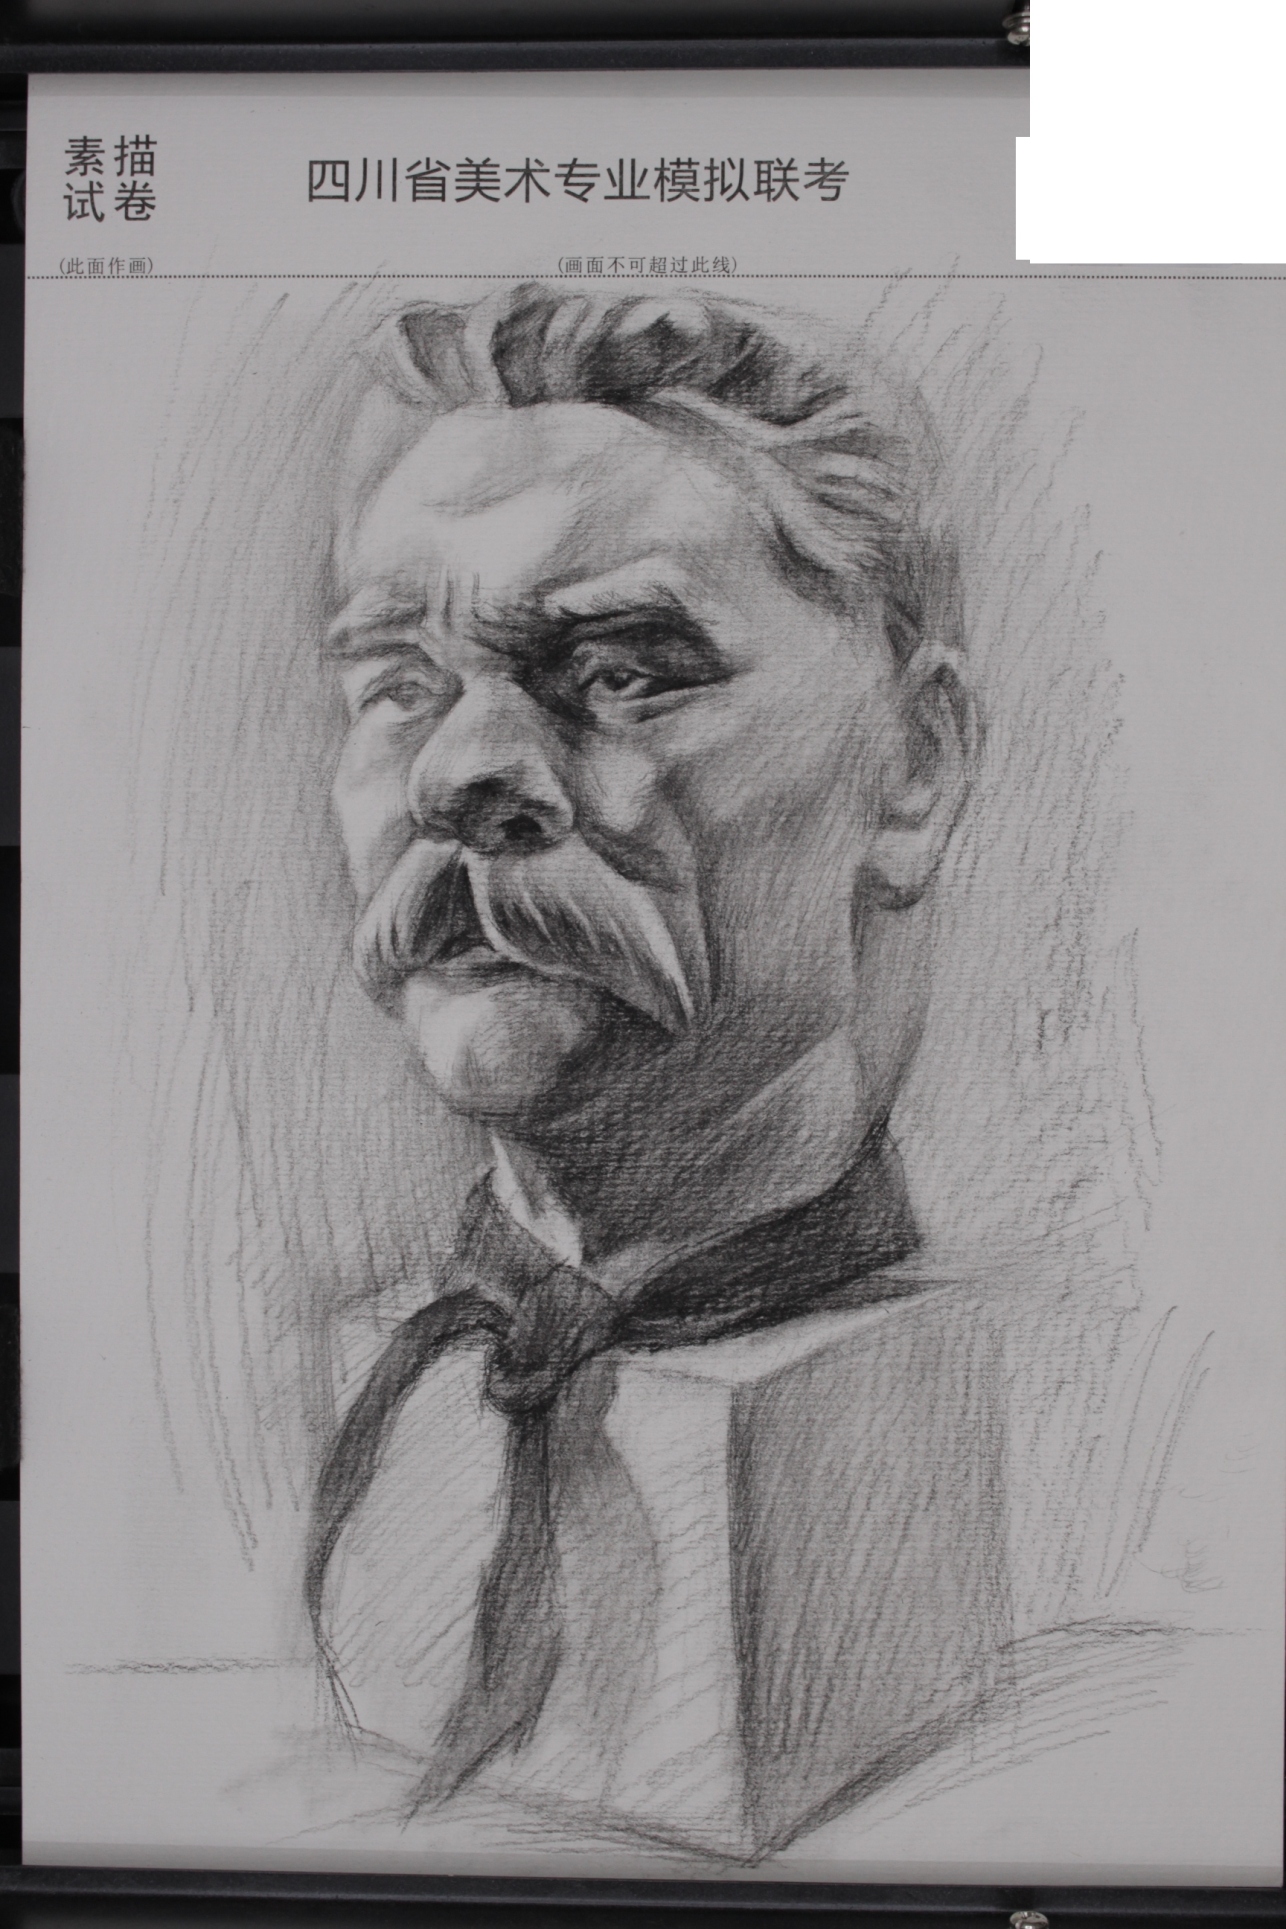 素描
试卷
四川省美术专业模拟联考
(此面作画)
(画面不可超过此线)